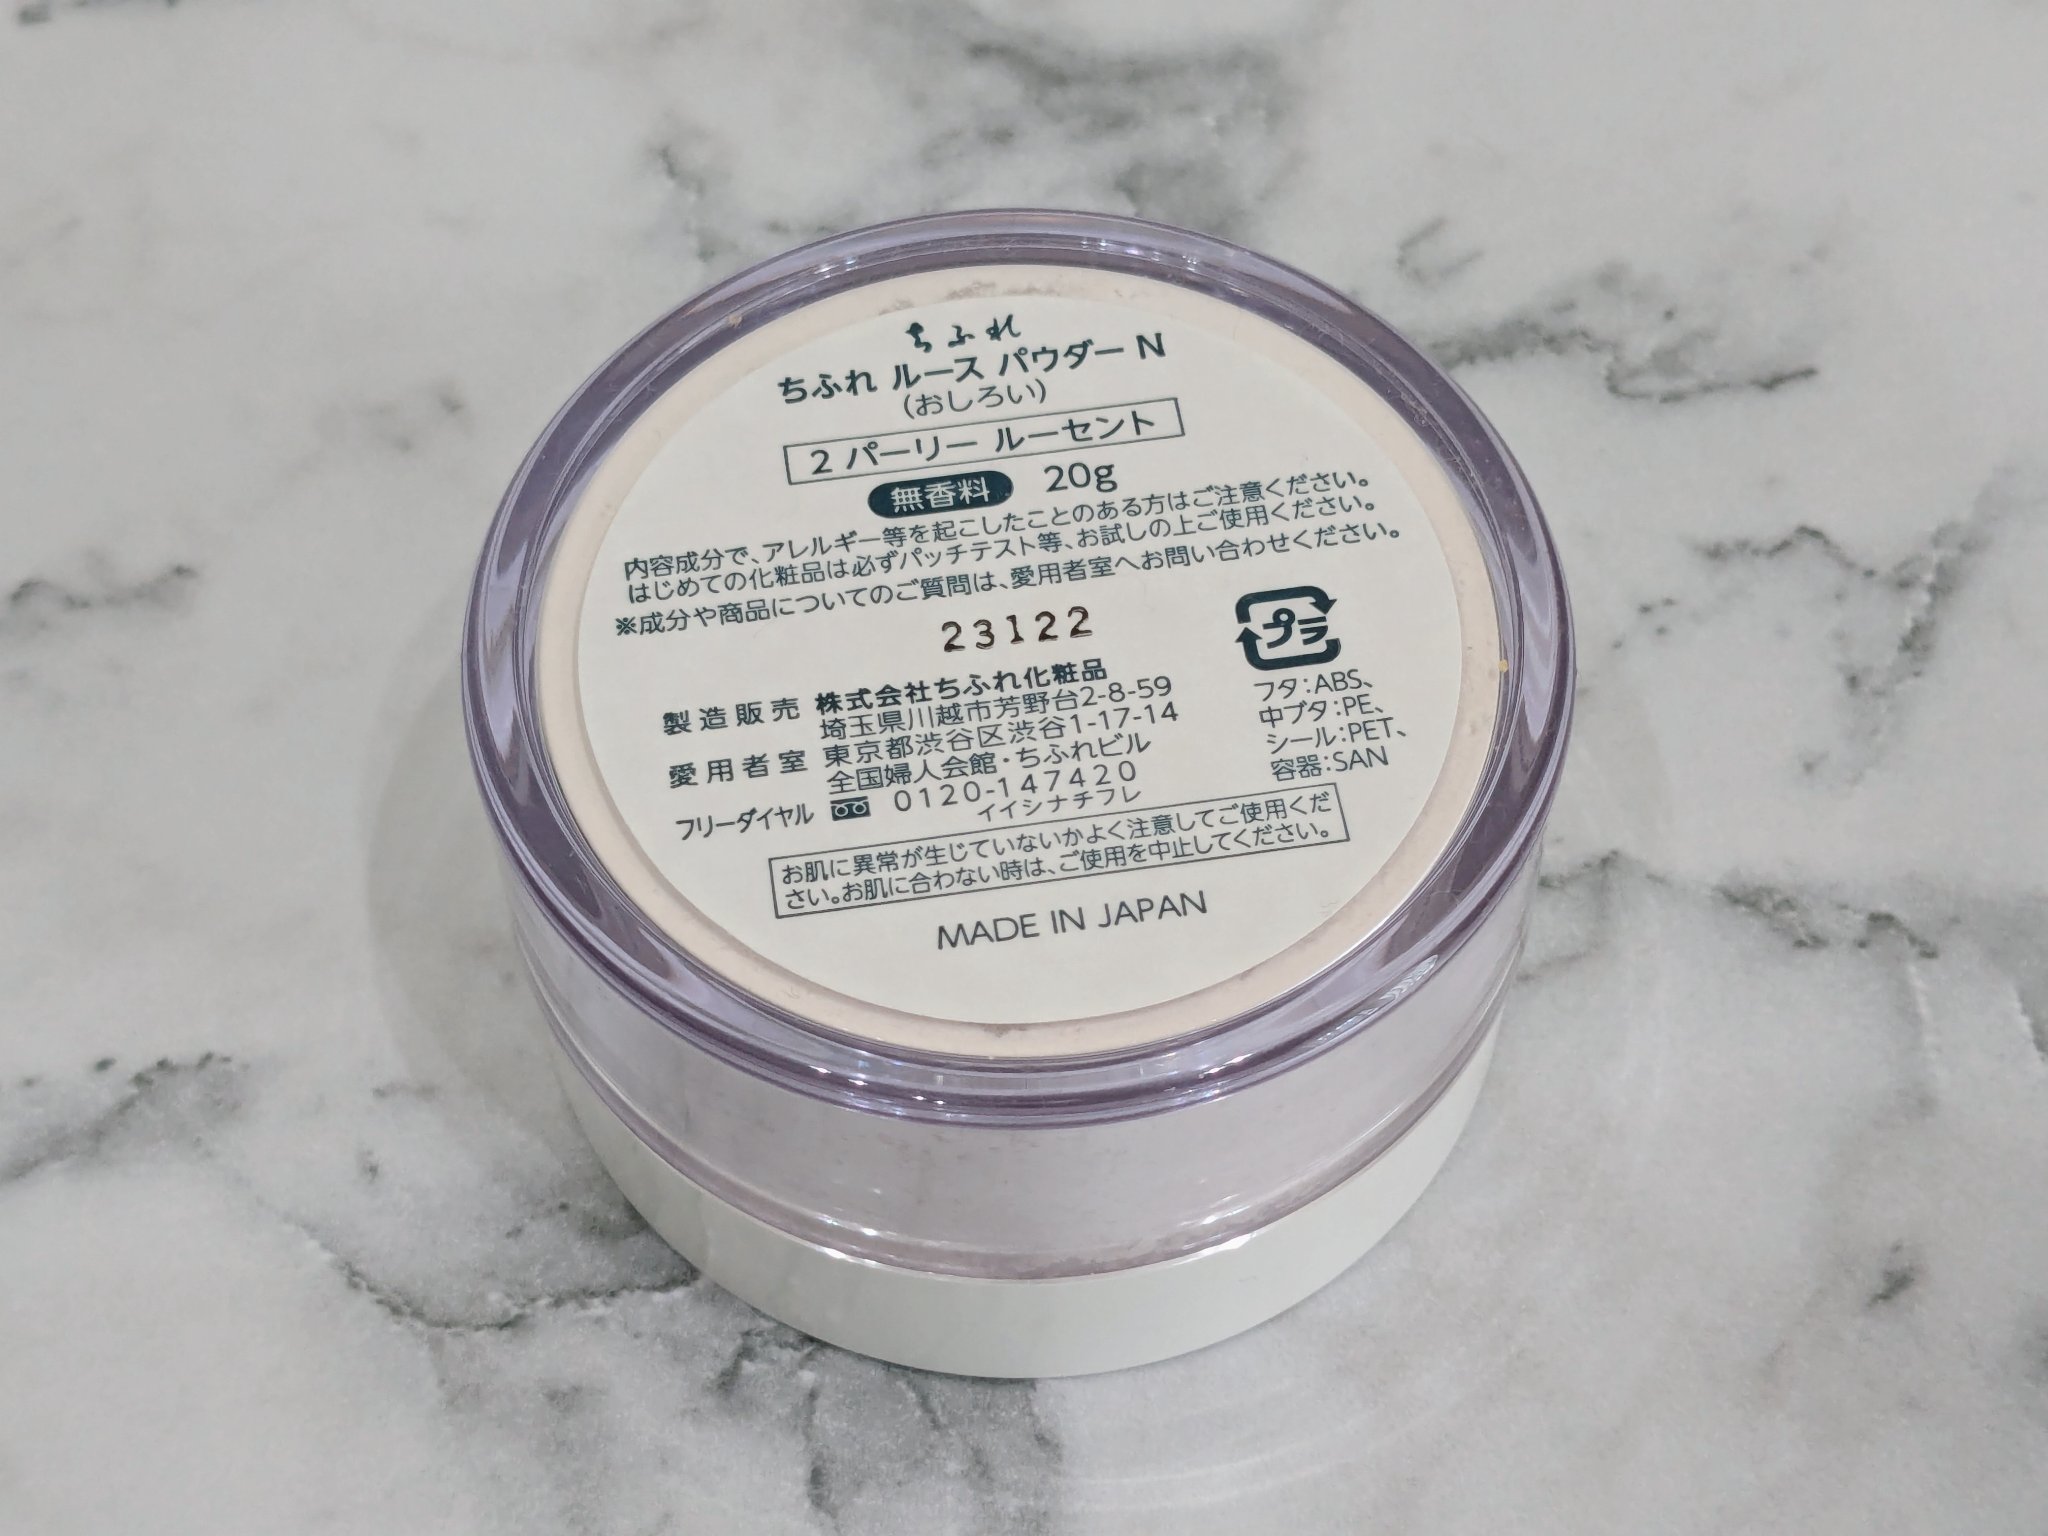 ちふれ
ちふれ ルース パウダー N
(おしろい)
2 パーリー ルーセント
無香料 20g
内容成分で、アレルギー等を起こしたことのある方はご注意ください。
はじめての化粧品は必ずパッチテスト等、お試しの上ご使用ください。
※成分や商品についてのご質問は、愛用者室へお問い合わせください。
23122
プラ
製造販売 株式会社ちふれ化粧品
埼玉県川越市芳野台2-8-59
愛用者室 東京都渋谷区渋谷1-17-14
全国婦人会館・ちふれビル
フリーダイヤル 0120-147420
イイシナチフレ
フタ:ABS、
中ブタ:PE、
シール:PET、
容器:SAN
お肌に異常が生じていないかよく注意してご使用くだ
さい。お肌に合わない時は、ご使用を中止してください。
MADE IN JAPAN